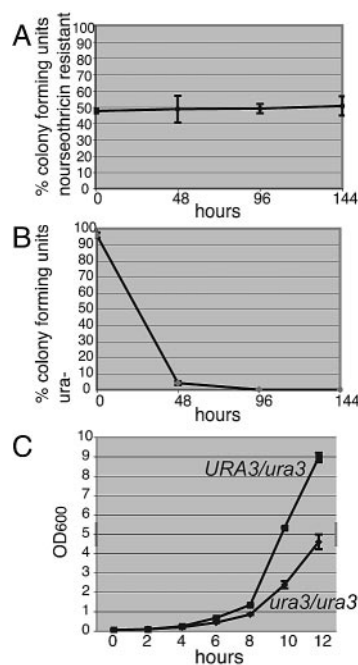 A
% colony forming units
nourseothricin resistant
100
90
80
70
60
50
40
30
20
10
0
0 48 96 144
hours
B
% colony forming units
ura-
100
90
80
70
60
50
40
30
20
10
0
0 48 96 144
hours
C
OD600
10
9
8
7
6
5
4
3
2
1
0
URA3/ura3
ura3/ura3
0 2 4 6 8 10 12
hours